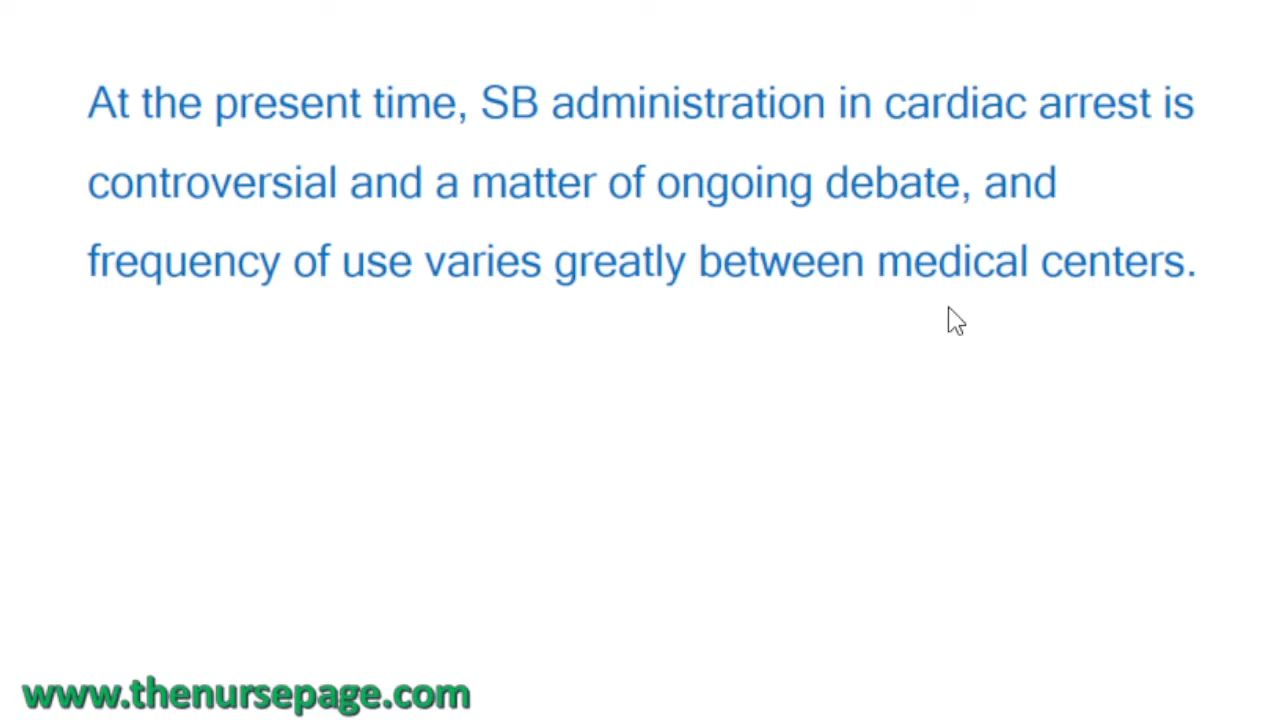 At the present time, SB administration in cardiac arrest is
controversial and a matter of ongoing debate, and
frequency of use varies greatly between medical centers.
www.thenursepage.com